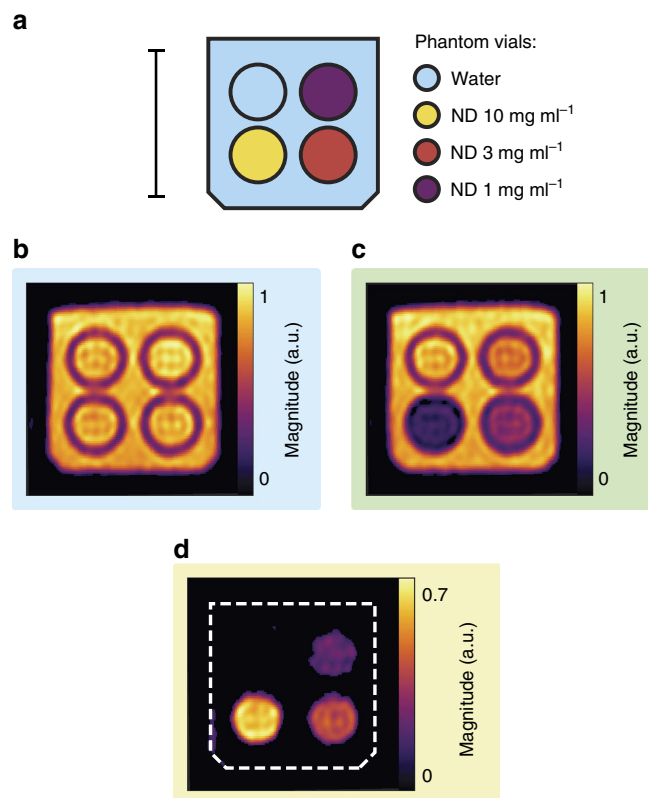 a
Phantom vials:
Water
ND 10 mg ml⁻¹
ND 3 mg ml⁻¹
ND 1 mg ml⁻¹
b
1
Magnitude (a.u.)
0
c
1
Magnitude (a.u.)
0
d
0.7
Magnitude (a.u.)
0